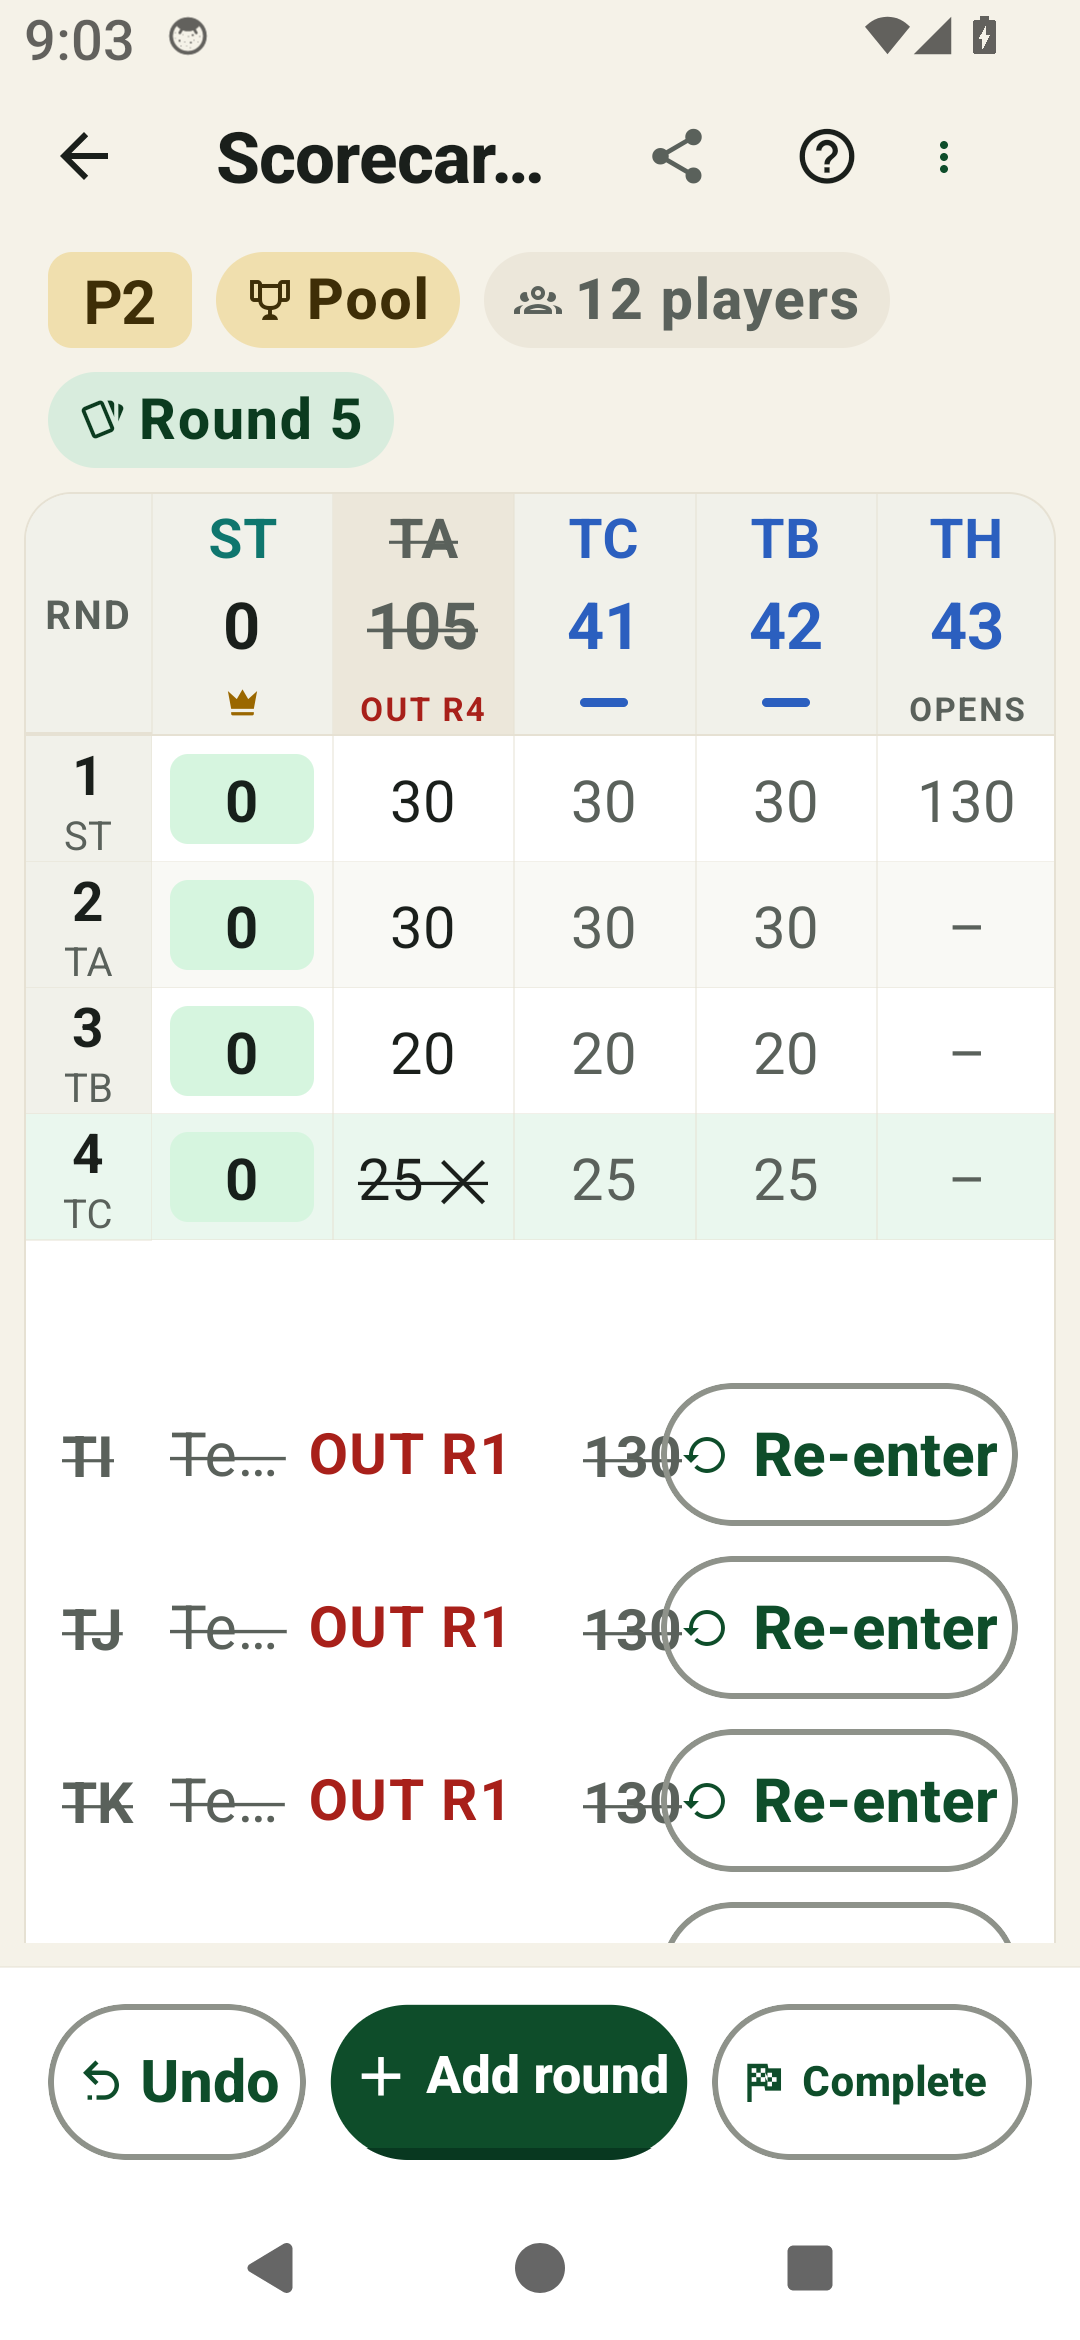 9:03
Scorecar...
P2 Pool 12 players
Round 5
RND ST TA TC TB TH
0 105 41 42 43
OUT R4 OPENS
1 0 30 30 30 130
ST
2 0 30 30 30 –
TA
3 0 20 20 20 –
TB
4 0 25 25 25 –
TC
TI Te... OUT R1 130 Re-enter
TJ Te... OUT R1 130 Re-enter
TK Te... OUT R1 130 Re-enter
Undo + Add round Complete